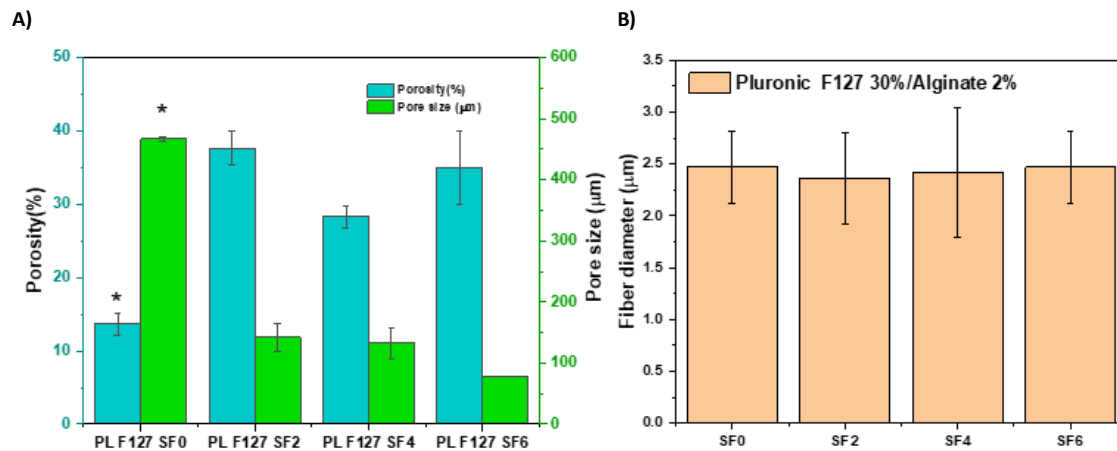 A)
B)
50
40
30
20
10
0
Porosity(%)
Porosity(%)
Pore size (μm)
*
*
600
500
400
300
200
100
0
Pore size (μm)
PL F127 SF0 PL F127 SF2 PL F127 SF4 PL F127 SF6
3.5
3.0
2.5
2.0
1.5
1.0
0.5
0.0
Fiber diameter (μm)
Pluronic F127 30%/Alginate 2%
SF0 SF2 SF4 SF6